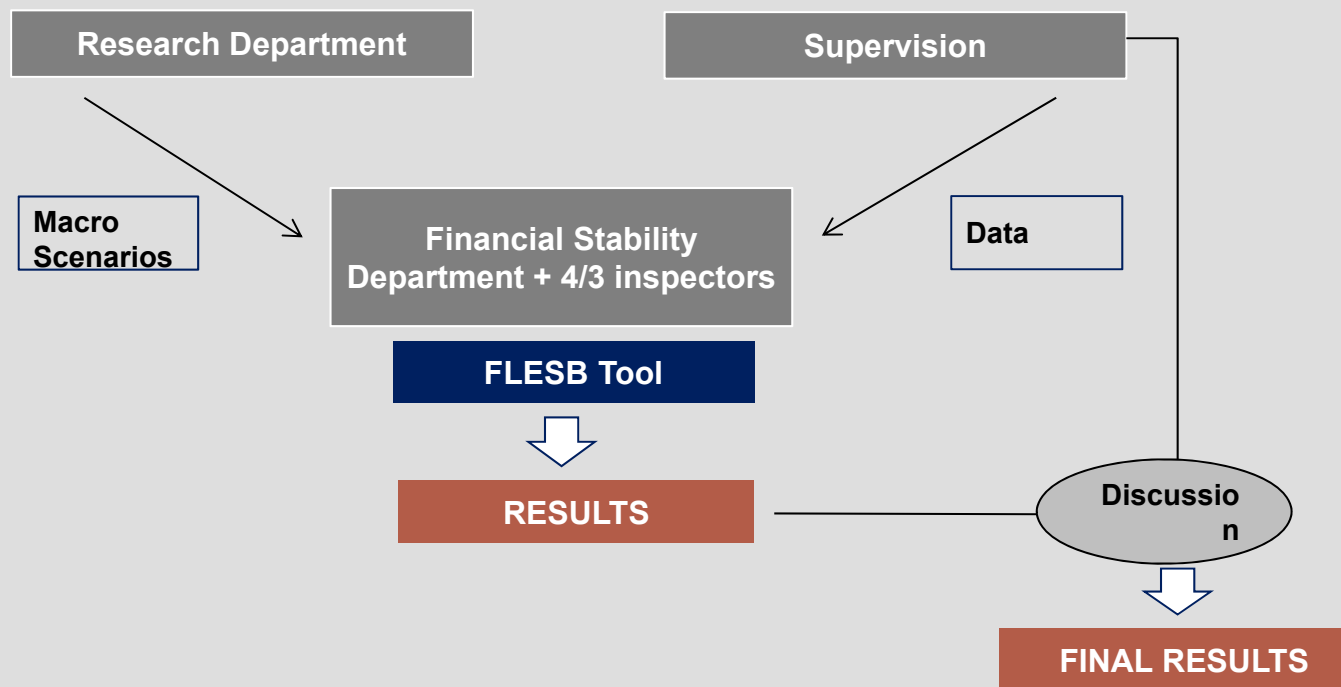 Research Department
Supervision
Macro
Scenarios
Financial Stability
Department + 4/3 inspectors
Data
FLESB Tool
RESULTS
Discussio
n
FINAL RESULTS